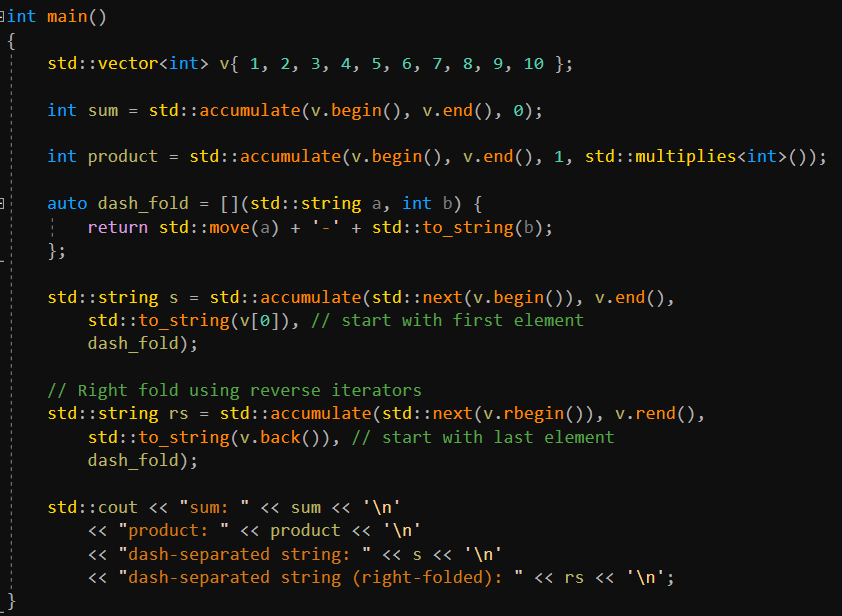 int main()
{
    std::vector<int> v{ 1, 2, 3, 4, 5, 6, 7, 8, 9, 10 };

    int sum = std::accumulate(v.begin(), v.end(), 0);

    int product = std::accumulate(v.begin(), v.end(), 1, std::multiplies<int>());

    auto dash_fold = [](std::string a, int b) {
        return std::move(a) + '-' + std::to_string(b);
    };

    std::string s = std::accumulate(std::next(v.begin()), v.end(),
        std::to_string(v[0]), // start with first element
        dash_fold);

    // Right fold using reverse iterators
    std::string rs = std::accumulate(std::next(v.rbegin()), v.rend(),
        std::to_string(v.back()), // start with last element
        dash_fold);

    std::cout << "sum: " << sum << '\n'
        << "product: " << product << '\n'
        << "dash-separated string: " << s << '\n'
        << "dash-separated string (right-folded): " << rs << '\n';
}